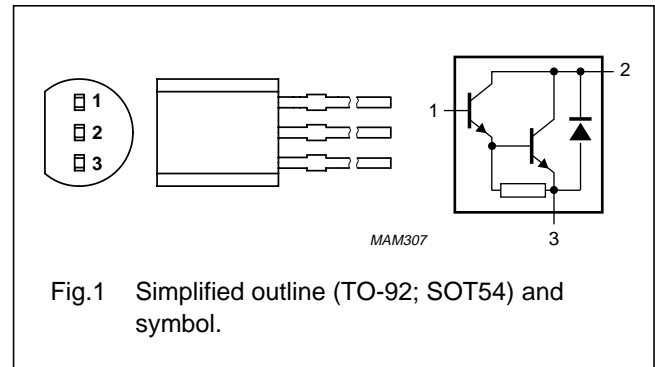 1
2
3
1
2
3
MAM307
Fig.1 Simplified outline (TO-92; SOT54) and
symbol.